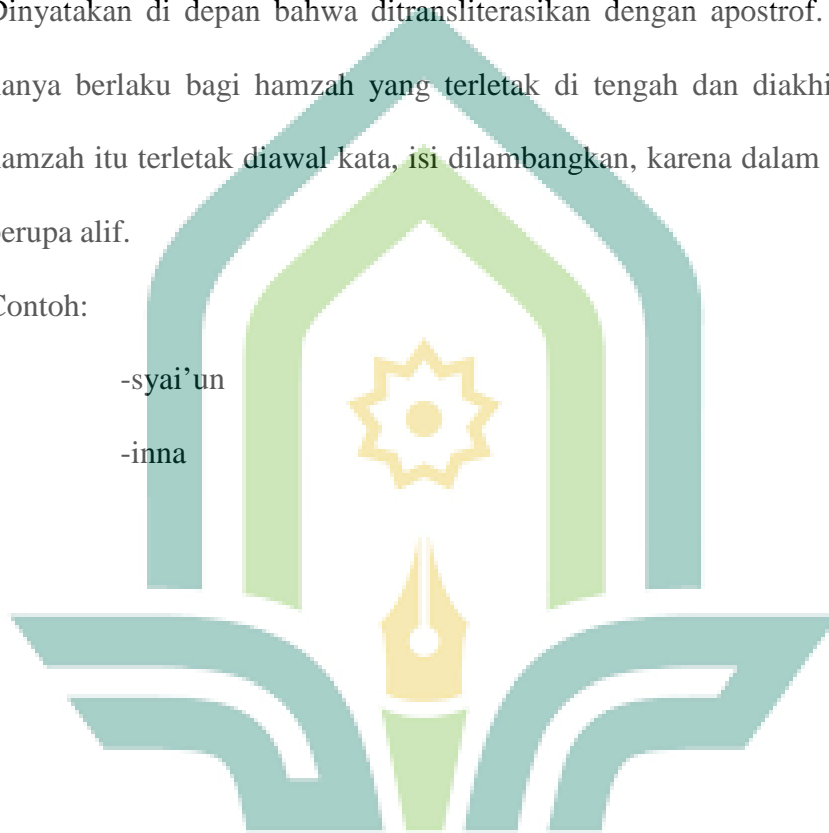 Dinyatakan di depan bahwa ditransliterasikan dengan apostrof.
hanya berlaku bagi hamzah yang terletak di tengah dan diakhi
hamzah itu terletak diawal kata, isi dilambangkan, karena dalam
berupa alif.
Contoh:
-syai’un
-inna